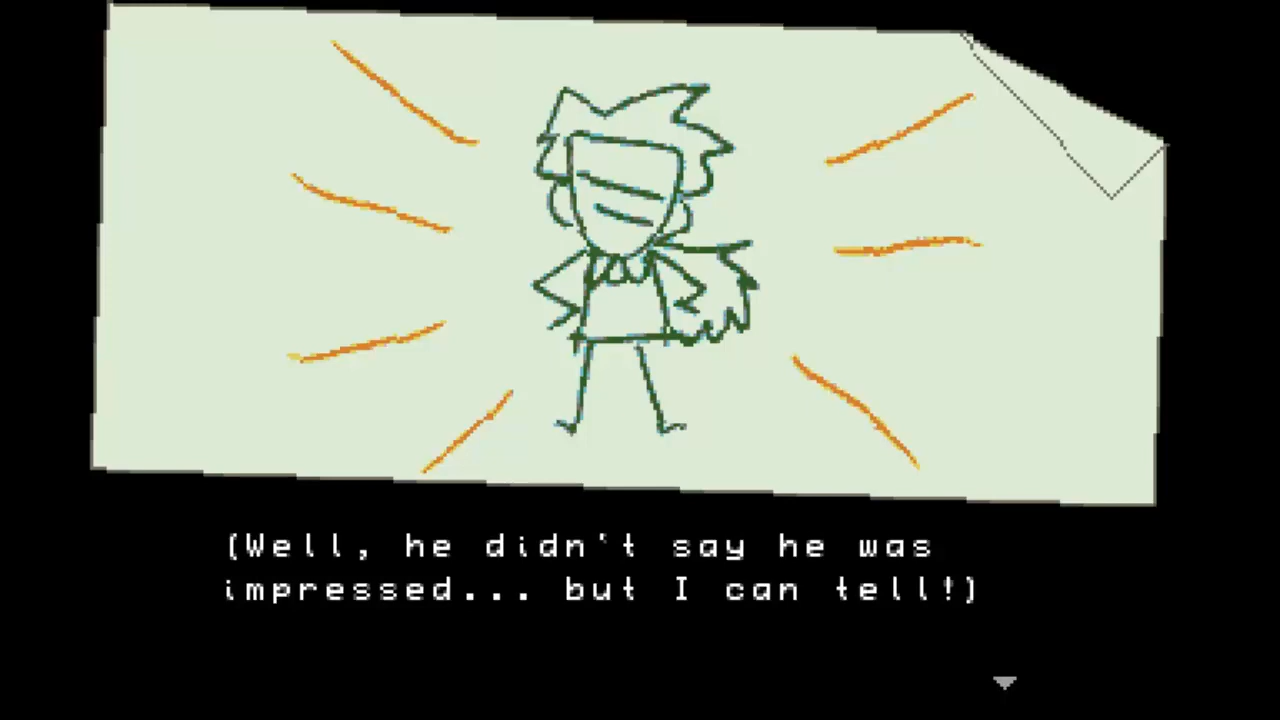 (Well, he didn't say he was
impressed... but I can tell!)